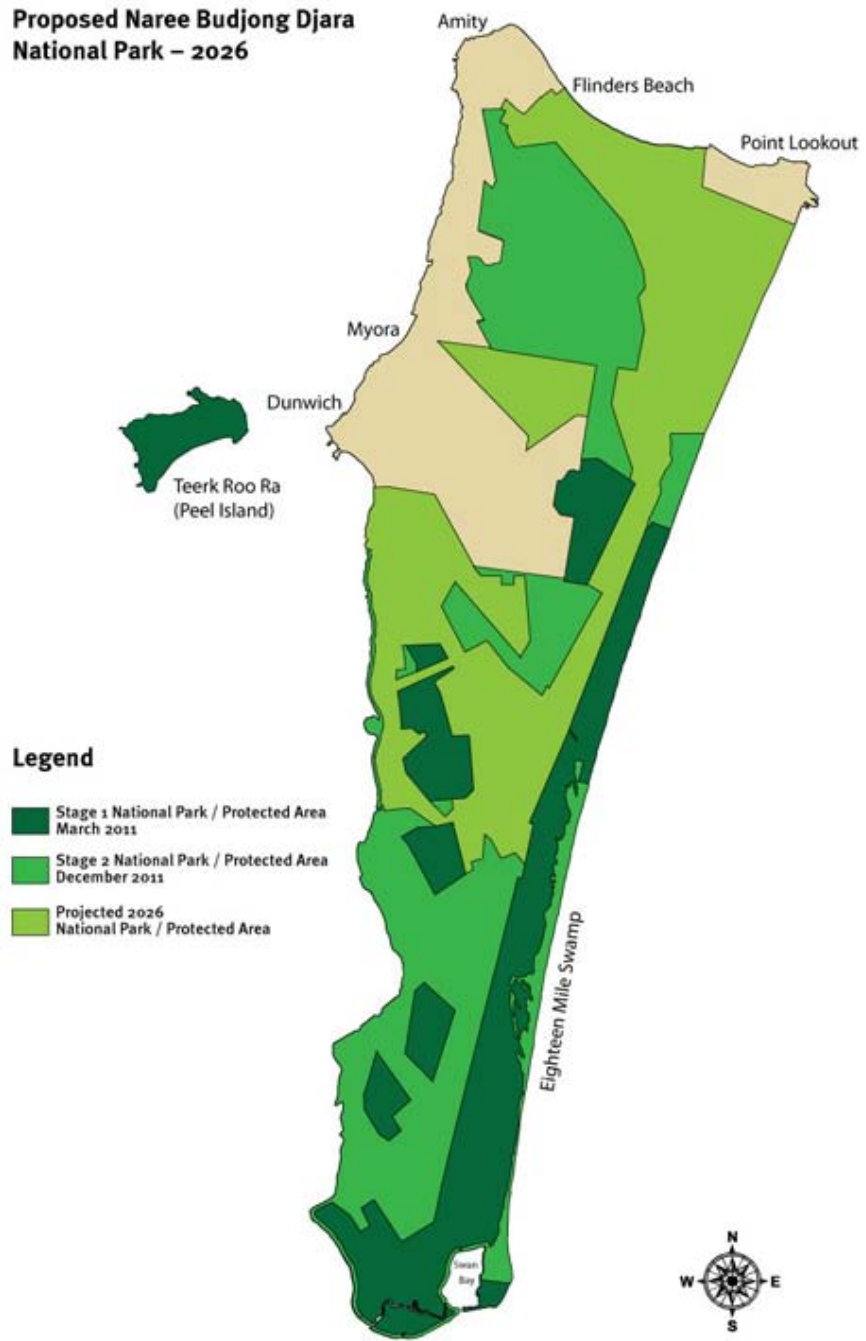 Proposed Naree Budjong Djara
National Park – 2026
Amity
Flinders Beach
Point Lookout
Myora
Dunwich
Teerk Roo Ra
(Peel Island)
Legend
Stage 1 National Park / Protected Area
March 2011
Stage 2 National Park / Protected Area
December 2011
Projected 2026
National Park / Protected Area
Eighteen Mile Swamp
Swan
Bay
N
W
E
S